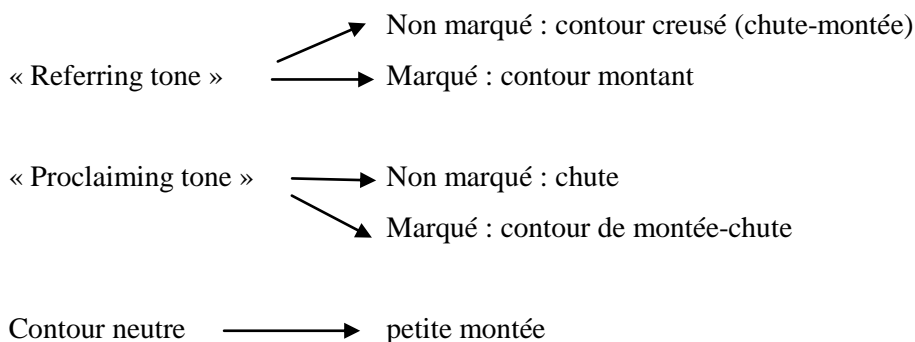 Non marqué : contour creusé (chute-montée)
« Referring tone »
Marqué : contour montant
« Proclaiming tone »
Non marqué : chute
Marqué : contour de montée-chute
Contour neutre
petite montée